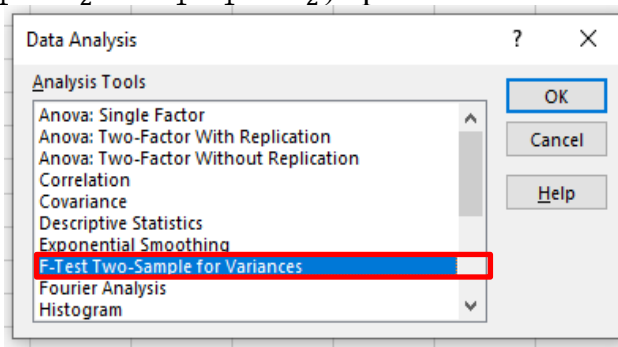 Data Analysis
?
Analysis Tools
Anova: Single Factor
Anova: Two-Factor With Replication
Anova: Two-Factor Without Replication
Correlation
Covariance
Descriptive Statistics
Exponential Smoothing
F-Test Two-Sample for Variances
Fourier Analysis
Histogram
OK
Cancel
Help